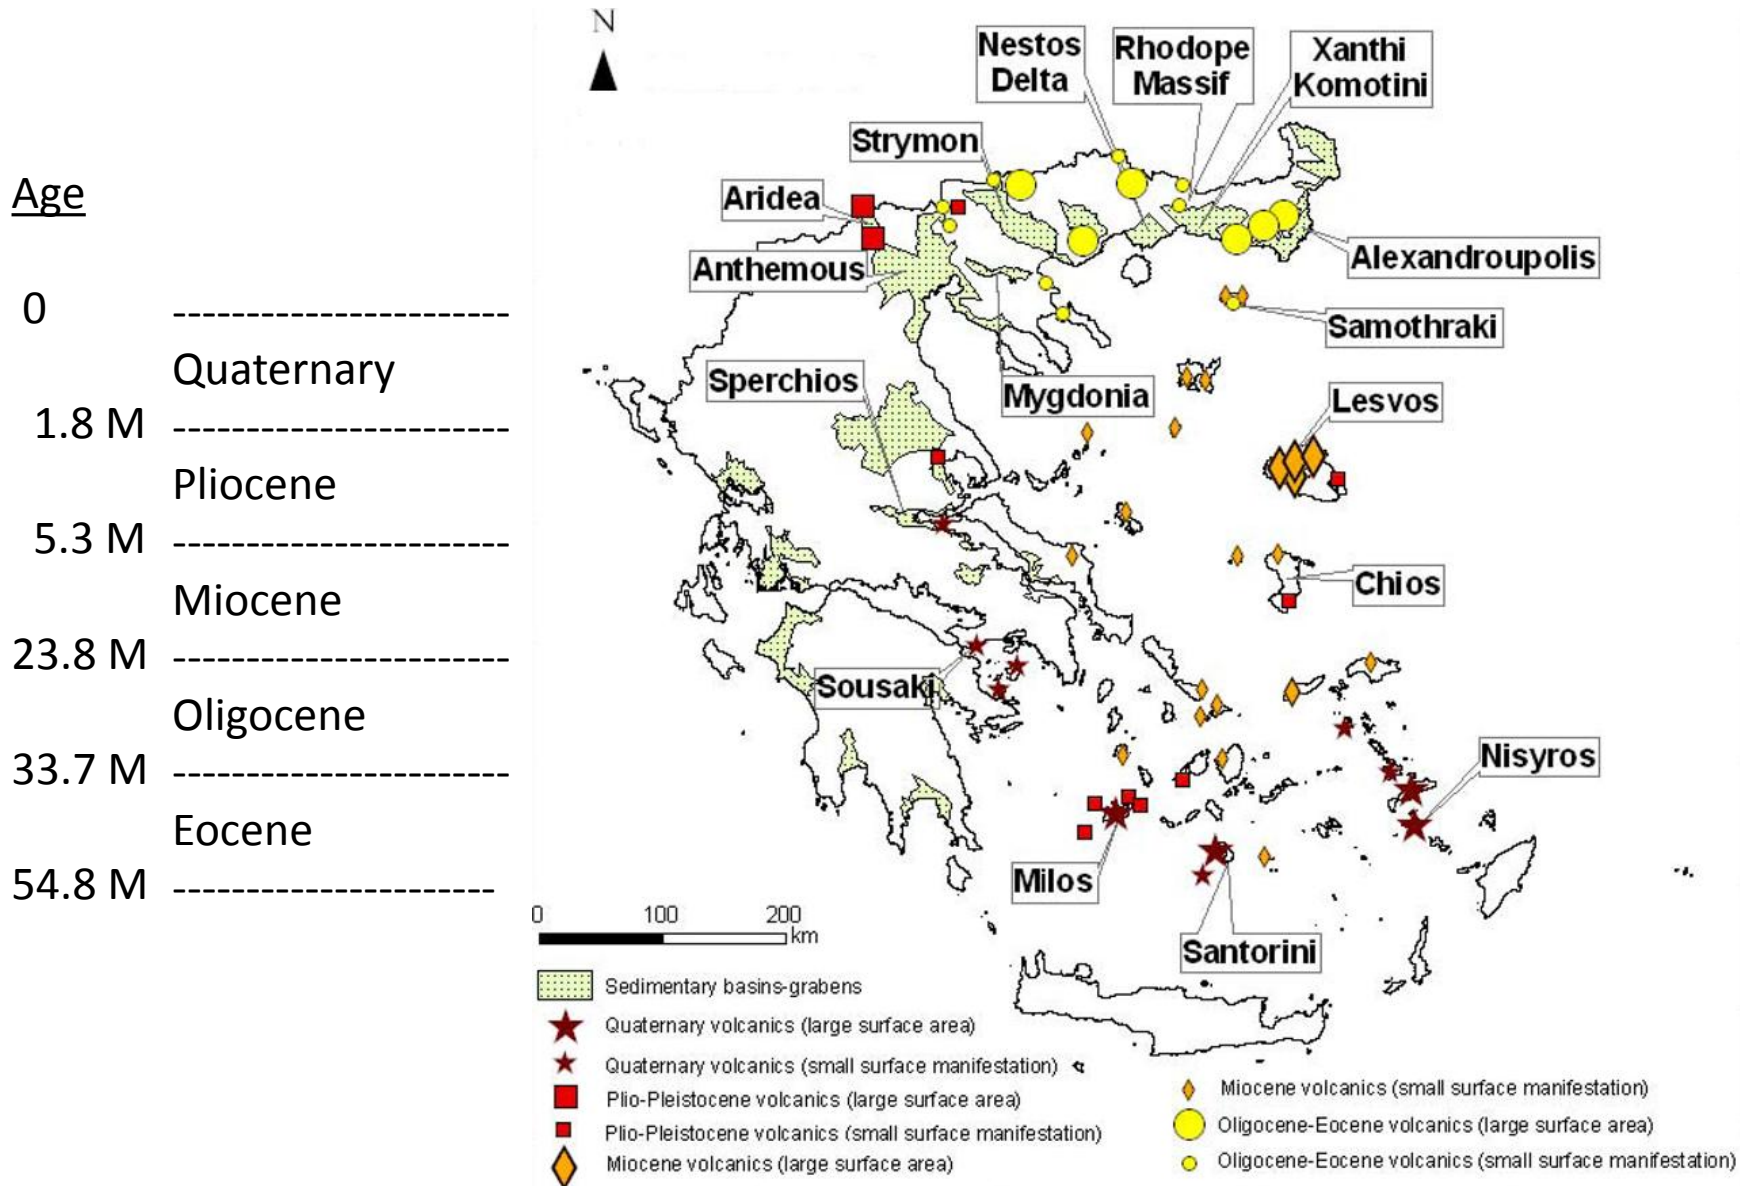 Age
0 -----------------------
Quaternary
1.8 M -----------------------
Pliocene
5.3 M -----------------------
Miocene
23.8 M -----------------------
Oligocene
33.7 M -----------------------
Eocene
54.8 M ----------------------
N
Nestos
Delta
Rhodope
Massif
Xanthi
Komotini
Strymon
Aridea
Anthemous
Alexandroupolis
Samothraki
Sperchios
Mygdonia
Lesvos
Chios
Sousaki
Nisyros
Milos
Santorini
0 100 200
km
Sedimentary basins-grabens
Quaternary volcanics (large surface area)
Quaternary volcanics (small surface manifestation)
Plio-Pleistocene volcanics (large surface area)
Plio-Pleistocene volcanics (small surface manifestation)
Miocene volcanics (large surface area)
Miocene volcanics (small surface manifestation)
Oligocene-Eocene volcanics (large surface area)
Oligocene-Eocene volcanics (small surface manifestation)